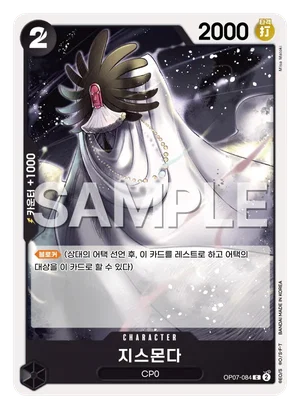 2
2000
타격
打
카운터 +1000
SAMPLE
블로커 (상대의 어택 선언 후, 이 카드를 레스트로 하고 어택의
대상을 이 카드로 할 수 있다)
CHARACTER
지스몬다
CP0
OP07-084 C
BANDAI MADE IN KOREA